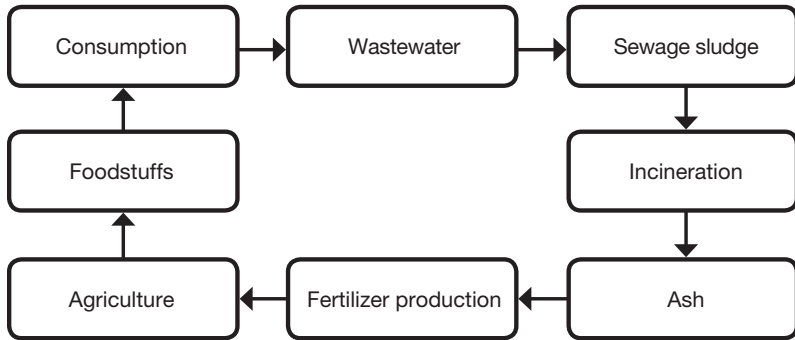 Consumption
Wastewater
Sewage sludge
Foodstuffs
Incineration
Agriculture
Fertilizer production
Ash